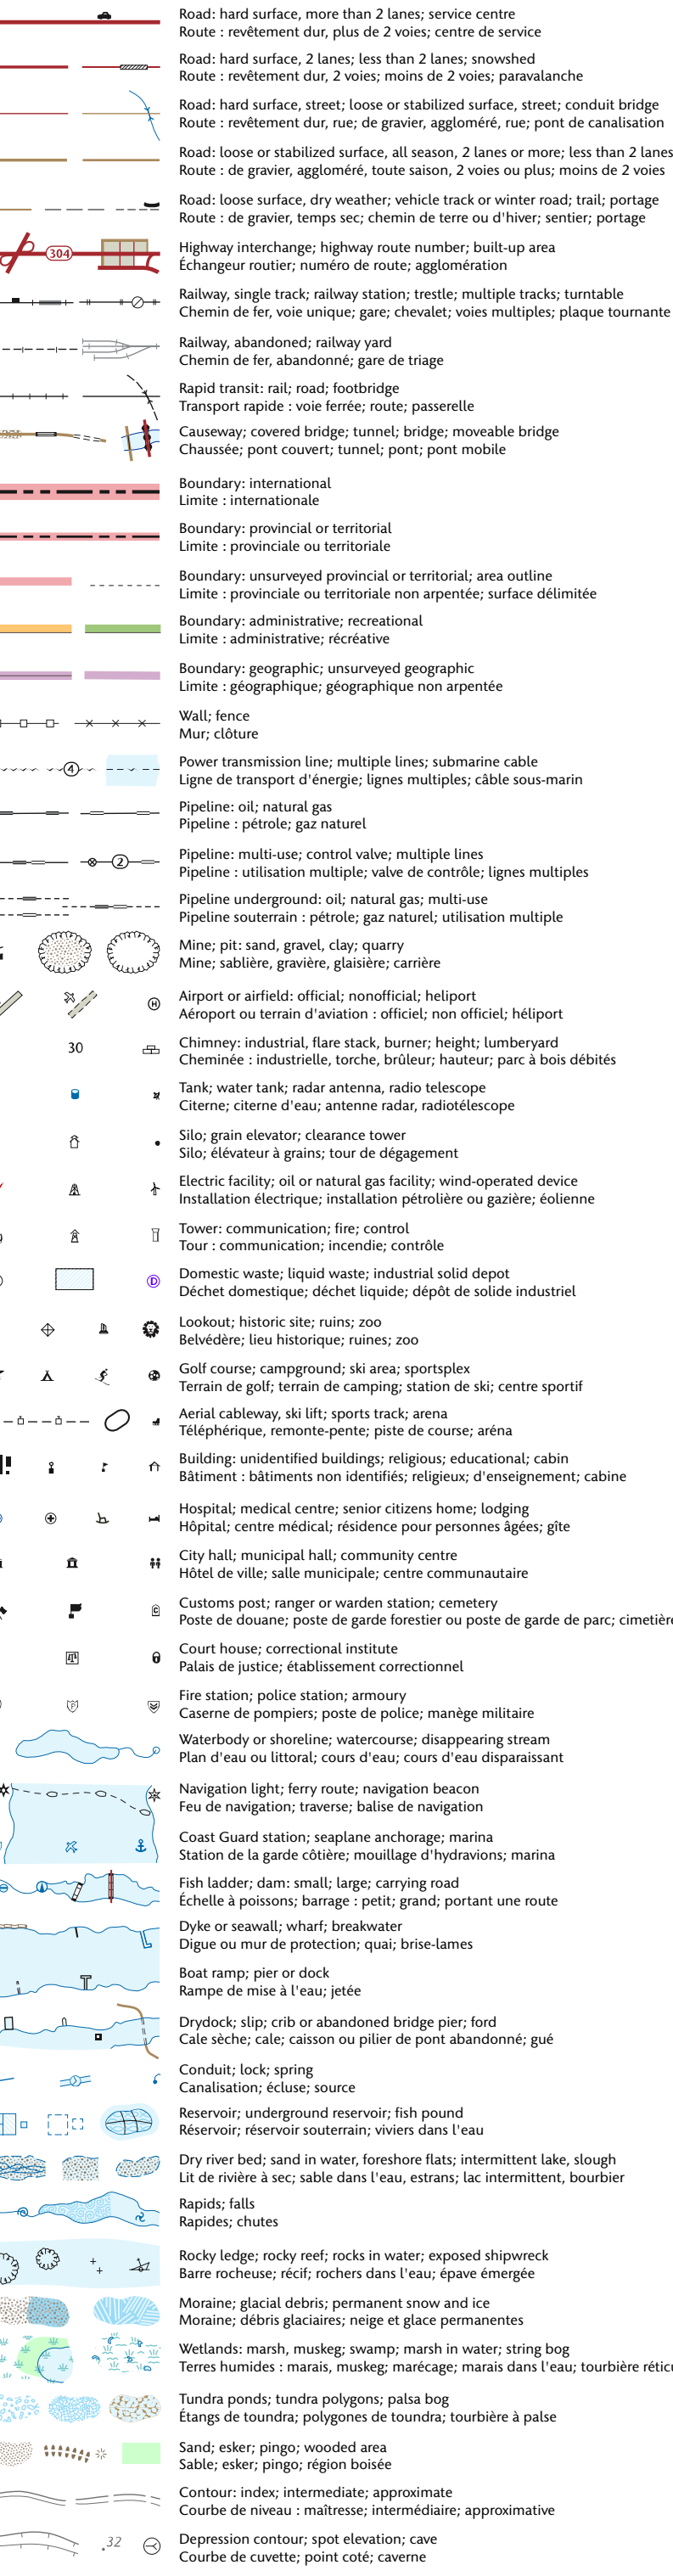 Road: hard surface, more than 2 lanes; service centre
Route : revêtement dur, plus de 2 voies; centre de service
Road: hard surface, 2 lanes; less than 2 lanes; snowshed
Route : revêtement dur, 2 voies; moins de 2 voies; paravalanche
Road: hard surface, street; loose or stabilized surface, street; conduit bridge
Route : revêtement dur, rue; de gravier, aggloméré, rue; pont de canalisation
Road: loose or stabilized surface, all season, 2 lanes or more; less than 2 lanes
Route : de gravier, aggloméré, toute saison, 2 voies ou plus; moins de 2 voies
Road: loose surface, dry weather; vehicle track or winter road; trail; portage
Route : de gravier, temps sec; chemin de terre ou d'hiver; sentier; portage
304
Highway interchange; highway route number; built-up area
Échangeur routier; numéro de route; agglomération
Railway, single track; railway station; trestle; multiple tracks; turntable
Chemin de fer, voie unique; gare; chevalet; voies multiples; plaque tournante
Railway, abandoned; railway yard
Chemin de fer, abandonné; gare de triage
Rapid transit: rail; road; footbridge
Transport rapide : voie ferrée; route; passerelle
Causeway; covered bridge; tunnel; bridge; moveable bridge
Chaussée; pont couvert; tunnel; pont; pont mobile
Boundary: international
Limite : internationale
Boundary: provincial or territorial
Limite : provinciale ou territoriale
Boundary: unsurveyed provincial or territorial; area outline
Limite : provinciale ou territoriale non arpentée; surface délimitée
Boundary: administrative; recreational
Limite : administrative; récréative
Boundary: geographic; unsurveyed geographic
Limite : géographique; géographique non arpentée
Wall; fence
Mur; clôture
4
Power transmission line; multiple lines; submarine cable
Ligne de transport d'énergie; lignes multiples; câble sous-marin
Pipeline: oil; natural gas
Pipeline : pétrole; gaz naturel
2
Pipeline: multi-use; control valve; multiple lines
Pipeline : utilisation multiple; valve de contrôle; lignes multiples
Pipeline underground: oil; natural gas; multi-use
Pipeline souterrain : pétrole; gaz naturel; utilisation multiple
Mine; pit: sand, gravel, clay; quarry
Mine; sablière, gravière, glaisière; carrière
H
Airport or airfield: official; nonofficial; heliport
Aéroport ou terrain d'aviation : officiel; non officiel; héliport
30
Chimney: industrial, flare stack, burner; height; lumberyard
Cheminée : industrielle, torche, brûleur; hauteur; parc à bois débités
Tank; water tank; radar antenna, radio telescope
Citerne; citerne d'eau; antenne radar, radiotélescope
Silo; grain elevator; clearance tower
Silo; élévateur à grains; tour de dégagement
Electric facility; oil or natural gas facility; wind-operated device
Installation électrique; installation pétrolière ou gazière; éolienne
Tower: communication; fire; control
Tour : communication; incendie; contrôle
D
Domestic waste; liquid waste; industrial solid depot
Déchet domestique; déchet liquide; dépôt de solide industriel
Lookout; historic site; ruins; zoo
Belvédère; lieu historique; ruines; zoo
Golf course; campground; ski area; sportsplex
Terrain de golf; terrain de camping; station de ski; centre sportif
Aerial cableway, ski lift; sports track; arena
Téléphérique, remonte-pente; piste de course; aréna
Building: unidentified buildings; religious; educational; cabin
Bâtiment : bâtiments non identifiés; religieux; d'enseignement; cabine
Hospital; medical centre; senior citizens home; lodging
Hôpital; centre médical; résidence pour personnes âgées; gîte
City hall; municipal hall; community centre
Hôtel de ville; salle municipale; centre communautaire
C
Customs post; ranger or warden station; cemetery
Poste de douane; poste de garde forestier ou poste de garde de parc; cimetière
Court house; correctional institute
Palais de justice; établissement correctionnel
P
Fire station; police station; armoury
Caserne de pompiers; poste de police; manège militaire
Waterbody or shoreline; watercourse; disappearing stream
Plan d'eau ou littoral; cours d'eau; cours d'eau disparaissant
Navigation light; ferry route; navigation beacon
Feu de navigation; traverse; balise de navigation
Coast Guard station; seaplane anchorage; marina
Station de la garde côtière; mouillage d'hydravions; marina
Fish ladder; dam: small; large; carrying road
Échelle à poissons; barrage : petit; grand; portant une route
Dyke or seawall; wharf; breakwater
Digue ou mur de protection; quai; brise-lames
Boat ramp; pier or dock
Rampe de mise à l'eau; jetée
Drydock; slip; crib or abandoned bridge pier; ford
Cale sèche; cale; caisson ou pilier de pont abandonné; gué
Conduit; lock; spring
Canalisation; écluse; source
Reservoir; underground reservoir; fish pound
Réservoir; réservoir souterrain; viviers dans l'eau
Dry river bed; sand in water, foreshore flats; intermittent lake, slough
Lit de rivière à sec; sable dans l'eau, estrans; lac intermittent, bourbier
Rapids; falls
Rapides; chutes
Rocky ledge; rocky reef; rocks in water; exposed shipwreck
Barre rocheuse; récif; rochers dans l'eau; épave émergée
Moraine; glacial debris; permanent snow and ice
Moraine; débris glaciaires; neige et glace permanentes
Wetlands: marsh, muskeg; swamp; marsh in water; string bog
Terres humides : marais, muskeg; marécage; marais dans l'eau; tourbière
Tundra ponds; tundra polygons; palsa bog
Étangs de toundra; polygones de toundra; tourbière à palse
Sand; esker; pingo; wooded area
Sable; esker; pingo; région boisée
Contour: index; intermediate; approximate
Courbe de niveau : maîtresse; intermédiaire; approximative
.32
Depression contour; spot elevation; cave
Courbe de cuvette; point coté; caverne